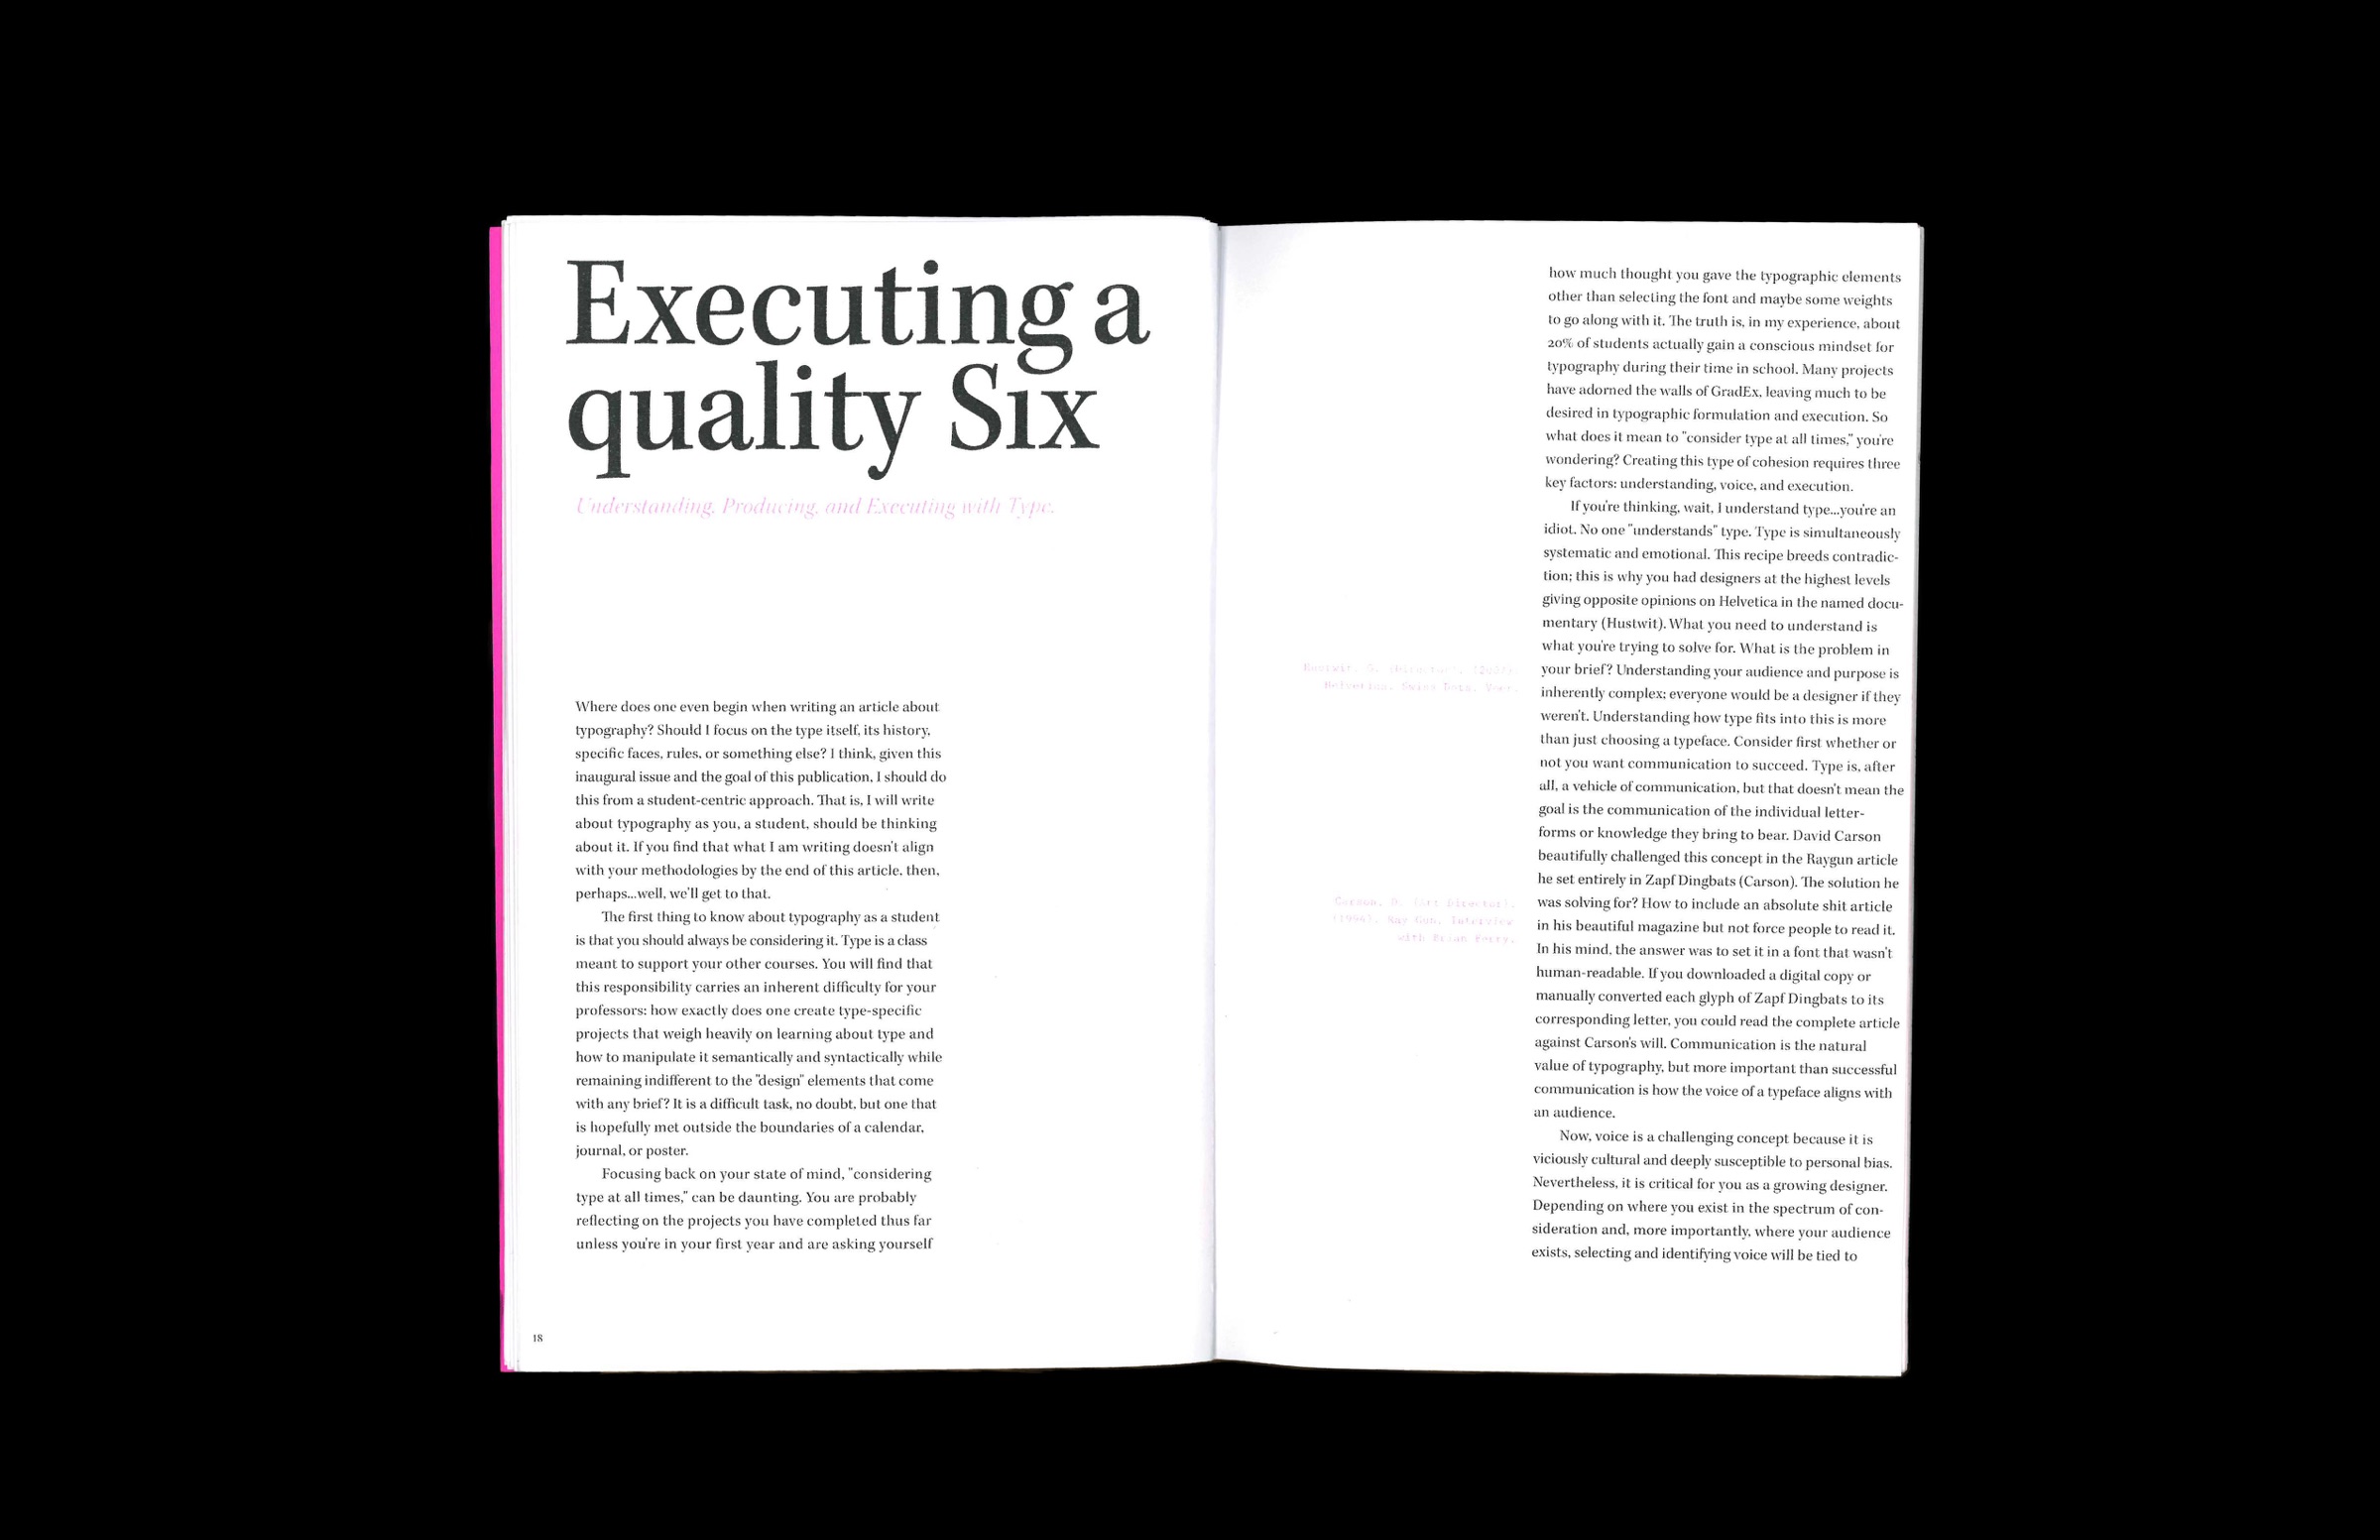 Executing a
quality Six
Understanding, Producing, and Executing with Type.
Where does one even begin when writing an article about
typography? Should I focus on the type itself, its history,
specific faces, rules, or something else? I think, given this
inaugural issue and the goal of this publication, I should do
this from a student-centric approach. That is, I will write
about typography as you, a student, should be thinking
about it. If you find that what I am writing doesn't align
with your methodologies by the end of this article, then,
perhaps...well, we'll get to that.
The first thing to know about typography as a student
is that you should always be considering it. Type is a class
meant to support your other courses. You will find that
this responsibility carries an inherent difficulty for your
professors: how exactly does one create type-specific
projects that weigh heavily on learning about type and
how to manipulate it semantically and syntactically while
remaining indifferent to the "design" elements that come
with any brief? It is a difficult task, no doubt, but one that
is hopefully met outside the boundaries of a calendar,
journal, or poster.
Focusing back on your state of mind, "considering
type at all times," can be daunting. You are probably
reflecting on the projects you have completed thus far
unless you're in your first year and are asking yourself
18
Hustwit, G. (Director). (2007).
Helvetica. Swiss Dots, Veer.
Carson, D. (Art Director).
(1994). Ray Gun, Interview
with Brian Ferry.
how much thought you gave the typographic elements
other than selecting the font and maybe some weights
to go along with it. The truth is, in my experience, about
20% of students actually gain a conscious mindset for
typography during their time in school. Many projects
have adorned the walls of GradEx, leaving much to be
desired in typographic formulation and execution. So
what does it mean to "consider type at all times," you're
wondering? Creating this type of cohesion requires three
key factors: understanding, voice, and execution.
If you're thinking, wait, I understand type...you're an
idiot. No one "understands" type. Type is simultaneously
systematic and emotional. This recipe breeds contradic-
tion; this is why you had designers at the highest levels
giving opposite opinions on Helvetica in the named docu-
mentary (Hustwit). What you need to understand is
what you're trying to solve for. What is the problem in
your brief? Understanding your audience and purpose is
inherently complex; everyone would be a designer if they
weren't. Understanding how type fits into this is more
than just choosing a typeface. Consider first whether or
not you want communication to succeed. Type is, after
all, a vehicle of communication, but that doesn't mean the
goal is the communication of the individual letter-
forms or knowledge they bring to bear. David Carson
beautifully challenged this concept in the Raygun article
he set entirely in Zapf Dingbats (Carson). The solution he
was solving for? How to include an absolute shit article
in his beautiful magazine but not force people to read it.
In his mind, the answer was to set it in a font that wasn't
human-readable. If you downloaded a digital copy or
manually converted each glyph of Zapf Dingbats to its
corresponding letter, you could read the complete article
against Carson's will. Communication is the natural
value of typography, but more important than successful
communication is how the voice of a typeface aligns with
an audience.
Now, voice is a challenging concept because it is
viciously cultural and deeply susceptible to personal bias.
Nevertheless, it is critical for you as a growing designer.
Depending on where you exist in the spectrum of con-
sideration and, more importantly, where your audience
exists, selecting and identifying voice will be tied to